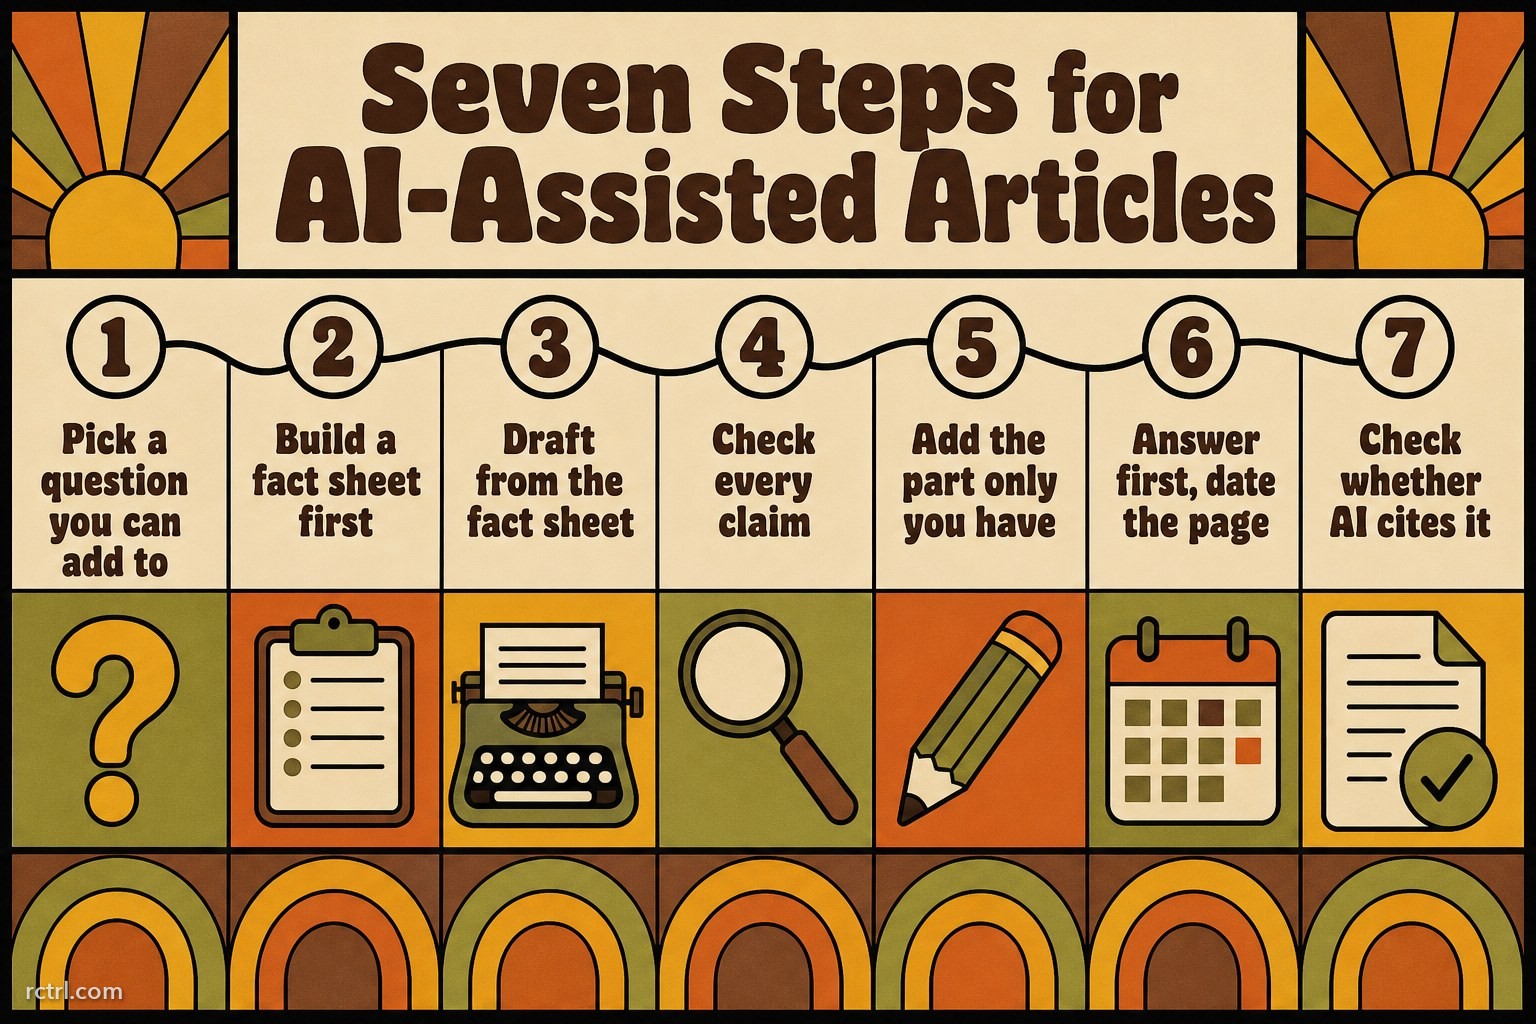 Seven Steps for
AI-Assisted Articles
1
Pick a
question
you can
add to
2
Build a
fact sheet
first
3
Draft
from the
fact sheet
4
Check
every
claim
5
Add the
part only
you have
6
Answer
first, date
the page
7
Check
whether
AI cites it
rctrl.com